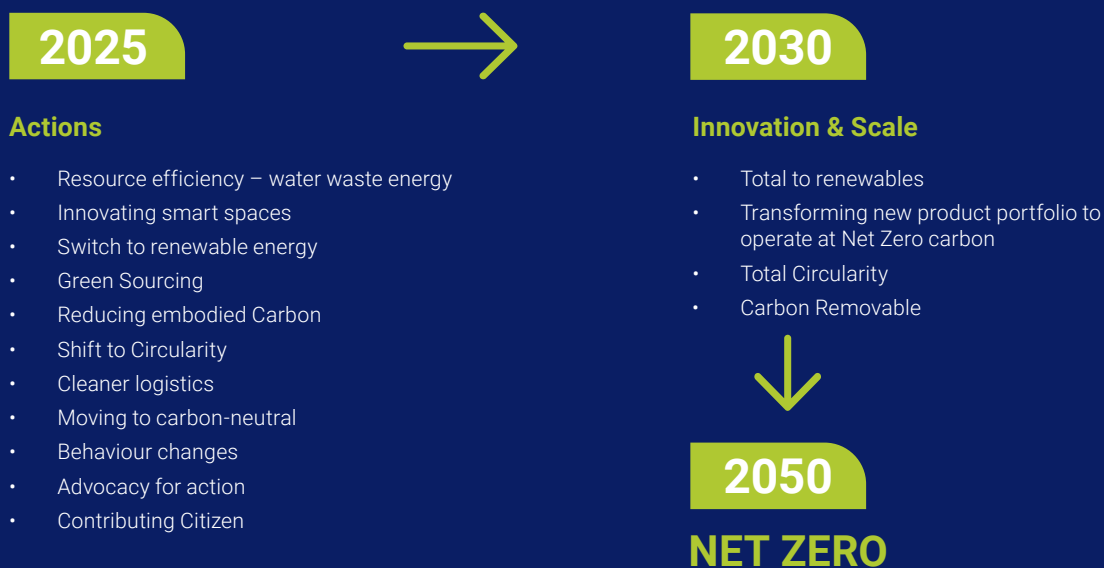 2025
Actions
• Resource efficiency – water waste energy
• Innovating smart spaces
• Switch to renewable energy
• Green Sourcing
• Reducing embodied Carbon
• Shift to Circularity
• Cleaner logistics
• Moving to carbon-neutral
• Behaviour changes
• Advocacy for action
• Contributing Citizen
2030
Innovation & Scale
• Total to renewables
• Transforming new product portfolio to
operate at Net Zero carbon
• Total Circularity
• Carbon Removable
2050
NET ZERO